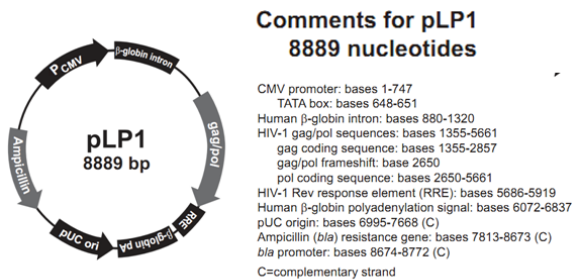 Comments for pLP1
8889 nucleotides
PCMV
β-globin intron
gag/pol
RRE
β-globin pA
pUC ori
Ampicillin
pLP1
8889 bp
CMV promoter: bases 1-747
TATA box: bases 648-651
Human β-globin intron: bases 880-1320
HIV-1 gag/pol sequences: bases 1355-5661
gag coding sequence: bases 1355-2857
gag/pol frameshift: base 2650
pol coding sequence: bases 2650-5661
HIV-1 Rev response element (RRE): bases 5686-5919
Human β-globin polyadenylation signal: bases 6072-6837
pUC origin: bases 6995-7668 (C)
Ampicillin (bla) resistance gene: bases 7813-8673 (C)
bla promoter: bases 8674-8772 (C)
C=complementary strand